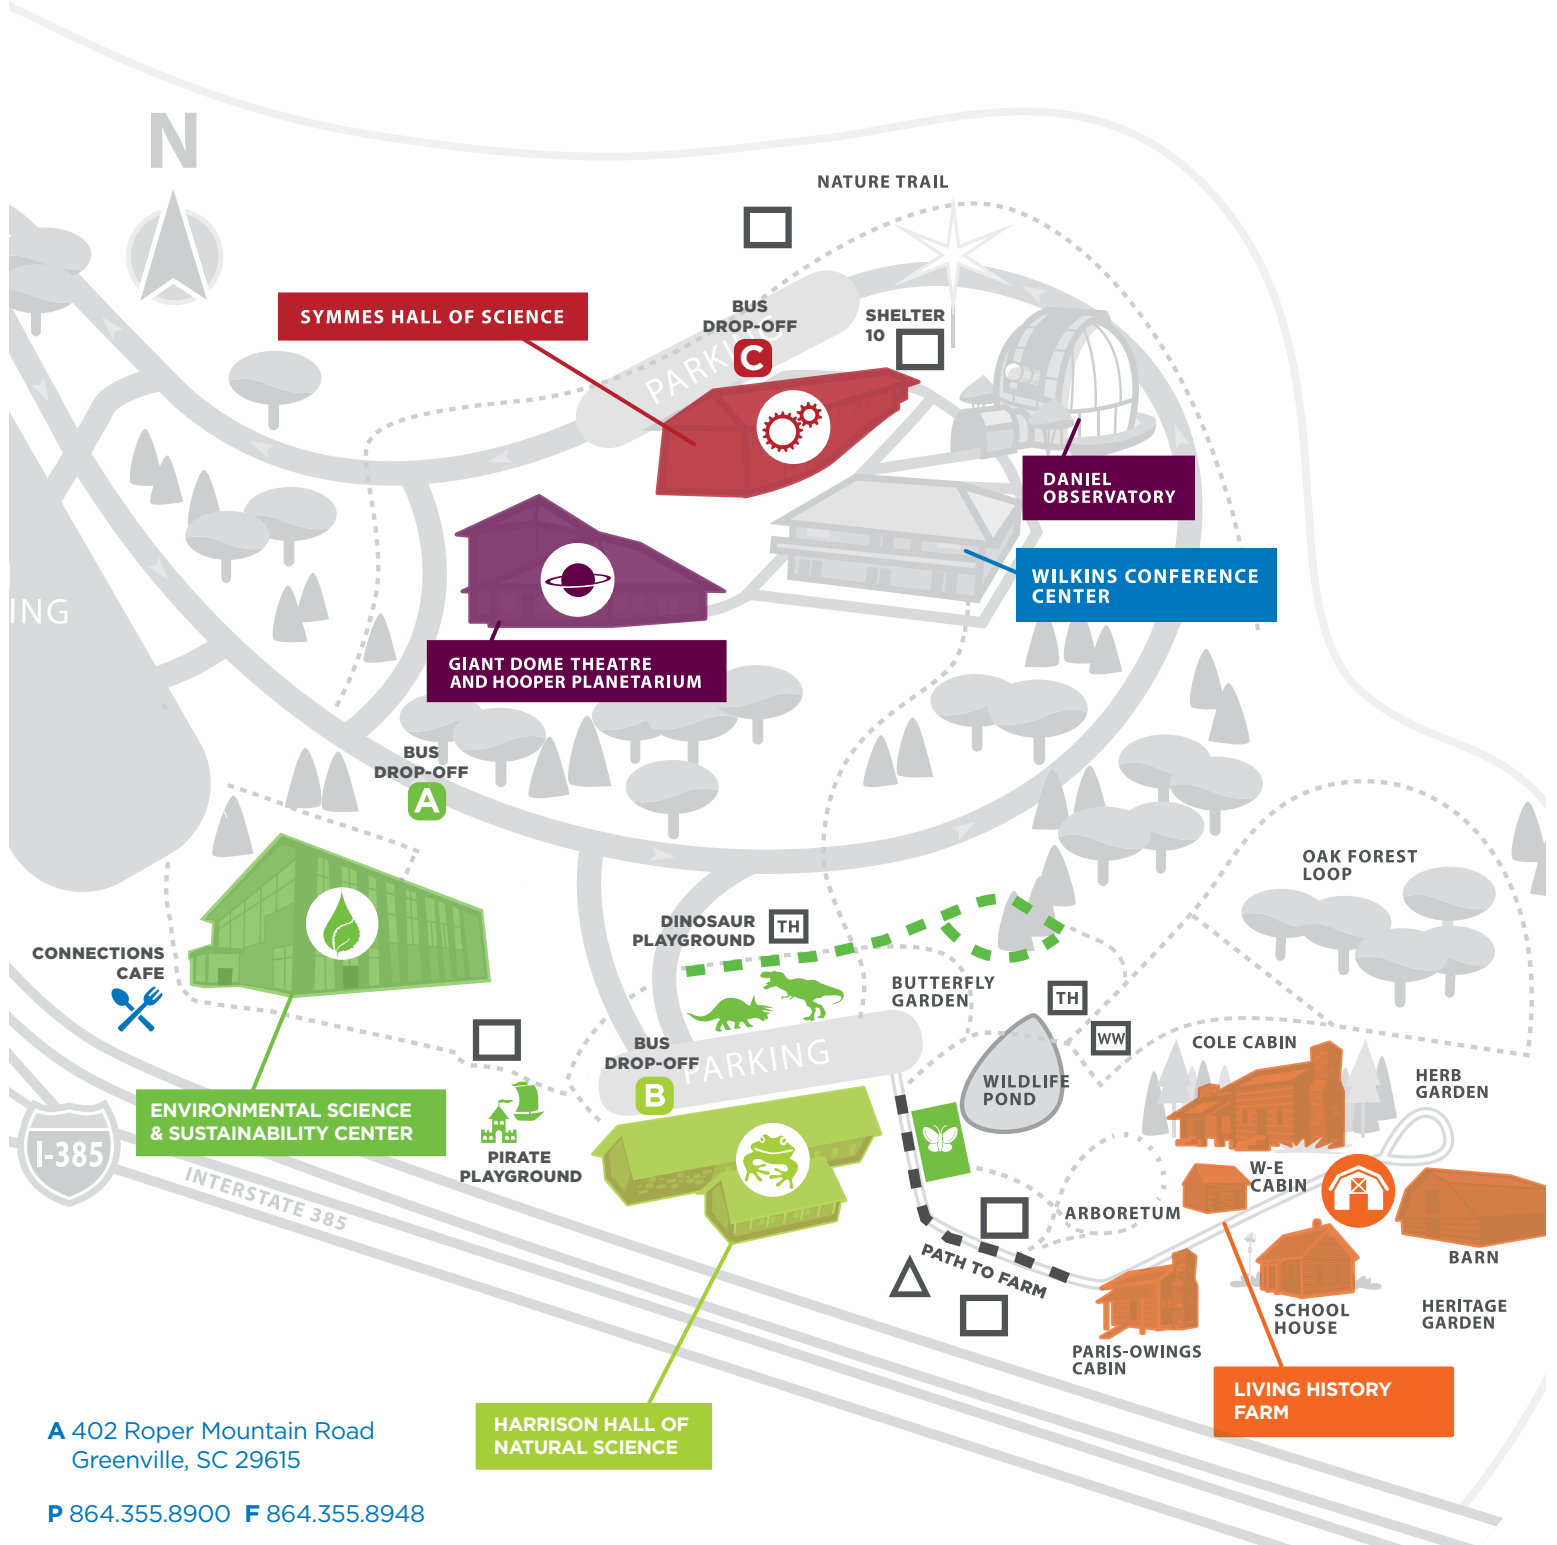 N
NATURE TRAIL
SYMMES HALL OF SCIENCE
BUS
DROP-OFF
C
SHELTER
10
PARKING
DANIEL
OBSERVATORY
WILKINS CONFERENCE
CENTER
ING
GIANT DOME THEATRE
AND HOOPER PLANETARIUM
BUS
DROP-OFF
A
OAK FOREST
LOOP
DINOSAUR
PLAYGROUND
TH
CONNECTIONS
CAFE
BUTTERFLY
GARDEN
TH
WW
BUS
DROP-OFF
B
PARKING
WILDLIFE
POND
COLE CABIN
HERB
GARDEN
ENVIRONMENTAL SCIENCE
& SUSTAINABILITY CENTER
I-385
INTERSTATE 385
PIRATE
PLAYGROUND
W-E
CABIN
ARBORETUM
PATH TO FARM
BARN
SCHOOL
HOUSE
HERITAGE
GARDEN
PARIS-OWINGS
CABIN
LIVING HISTORY
FARM
HARRISON HALL OF
NATURAL SCIENCE
A 402 Roper Mountain Road
Greenville, SC 29615
P 864.355.8900 F 864.355.8948